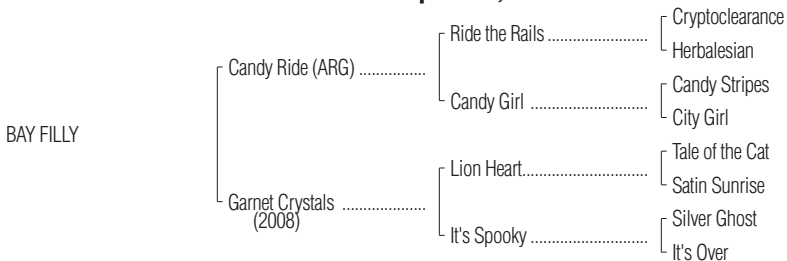 Cryptoclearance
Ride the Rails
Herbalesian
Candy Ride (ARG)
Candy Stripes
Candy Girl
City Girl
BAY FILLY
Tale of the Cat
Lion Heart
Satin Sunrise
Garnet Crystals
(2008)
Silver Ghost
It's Spooky
It's Over